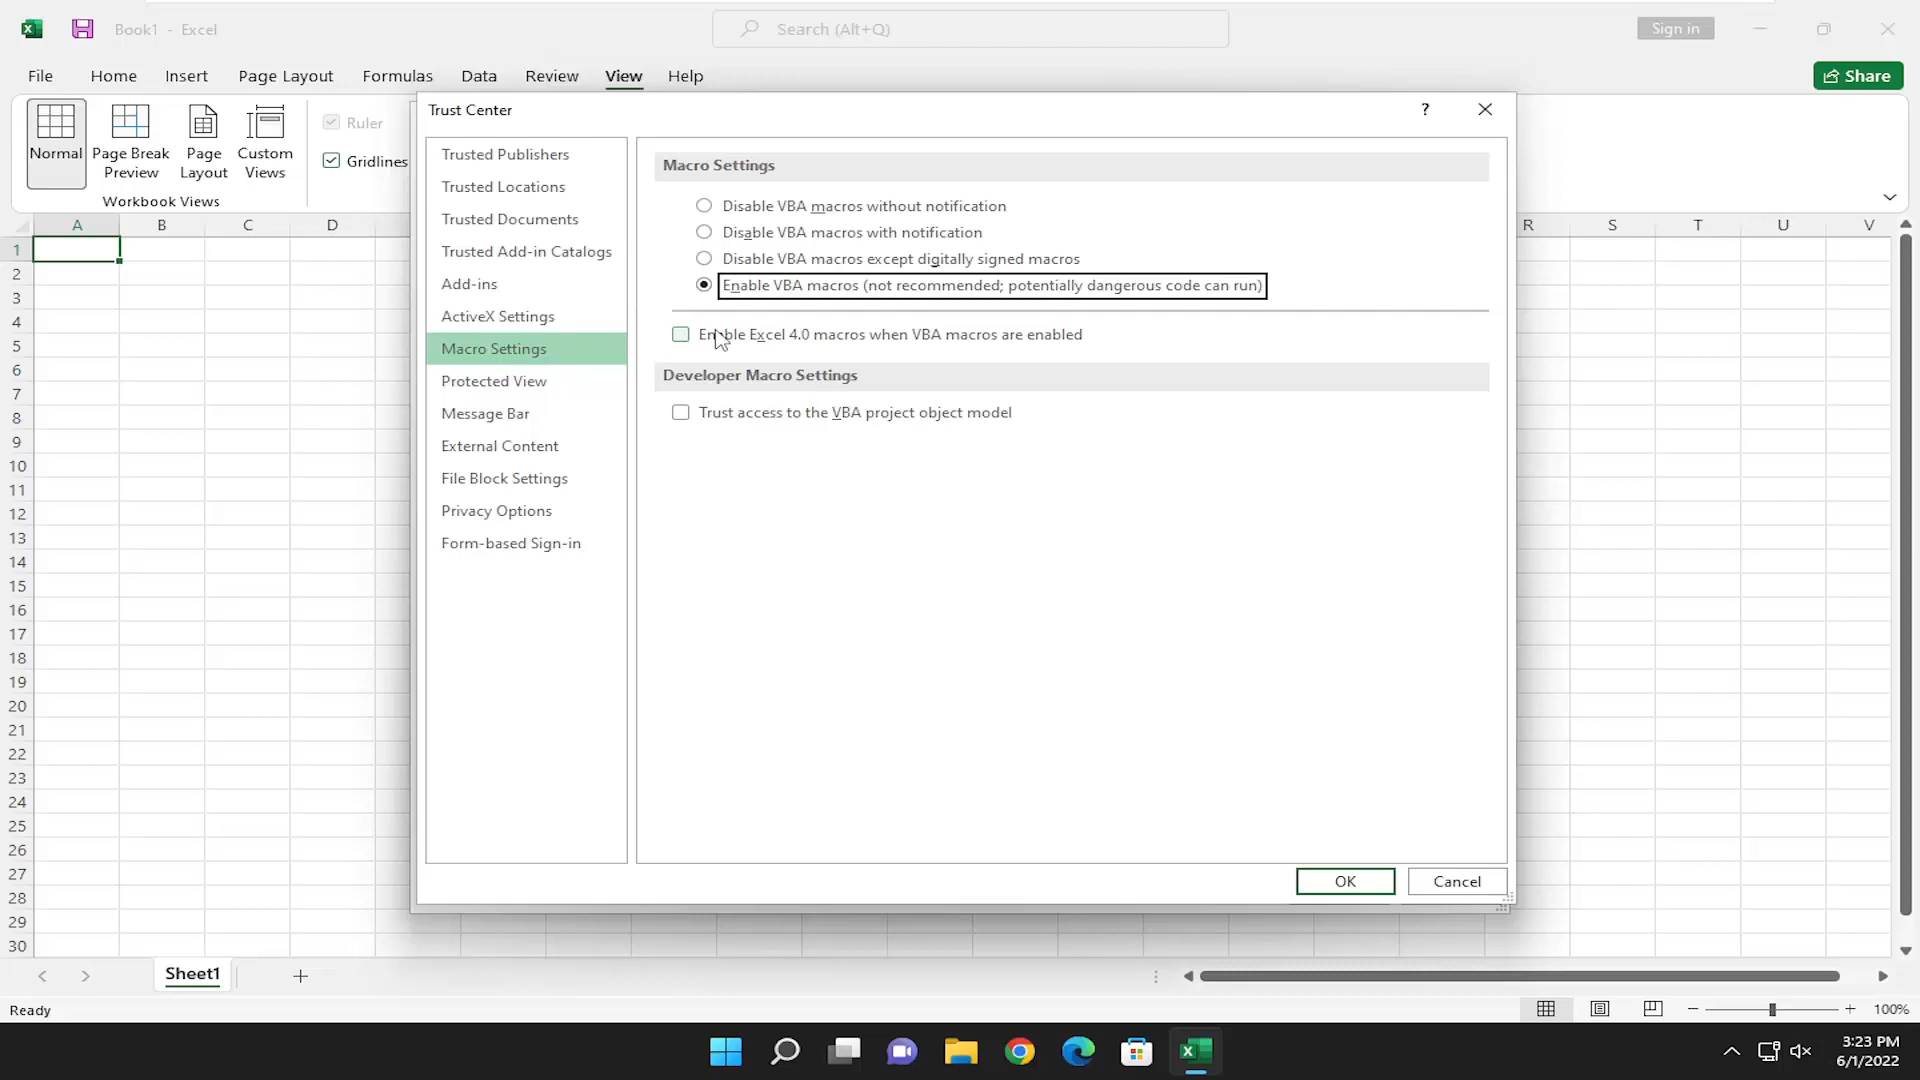 Book1 - Excel
Search (Alt+Q)
Sign in
File Home Insert Page Layout Formulas Data Review View Help
Share
Normal
Page Break Preview
Page Layout
Custom Views
Ruler
Gridlines
Workbook Views
Trust Center
?
Trusted Publishers
Trusted Locations
Trusted Documents
Trusted Add-in Catalogs
Add-ins
ActiveX Settings
Macro Settings
Protected View
Message Bar
External Content
File Block Settings
Privacy Options
Form-based Sign-in
Macro Settings
Disable VBA macros without notification
Disable VBA macros with notification
Disable VBA macros except digitally signed macros
Enable VBA macros (not recommended; potentially dangerous code can run)
Enable Excel 4.0 macros when VBA macros are enabled
Developer Macro Settings
Trust access to the VBA project object model
OK Cancel
A B C D R S T U V
1
2
3
4
5
6
7
8
9
10
11
12
13
14
15
16
17
18
19
20
21
22
23
24
25
26
27
28
29
30
Sheet1
Ready
100%
3:23 PM
6/1/2022